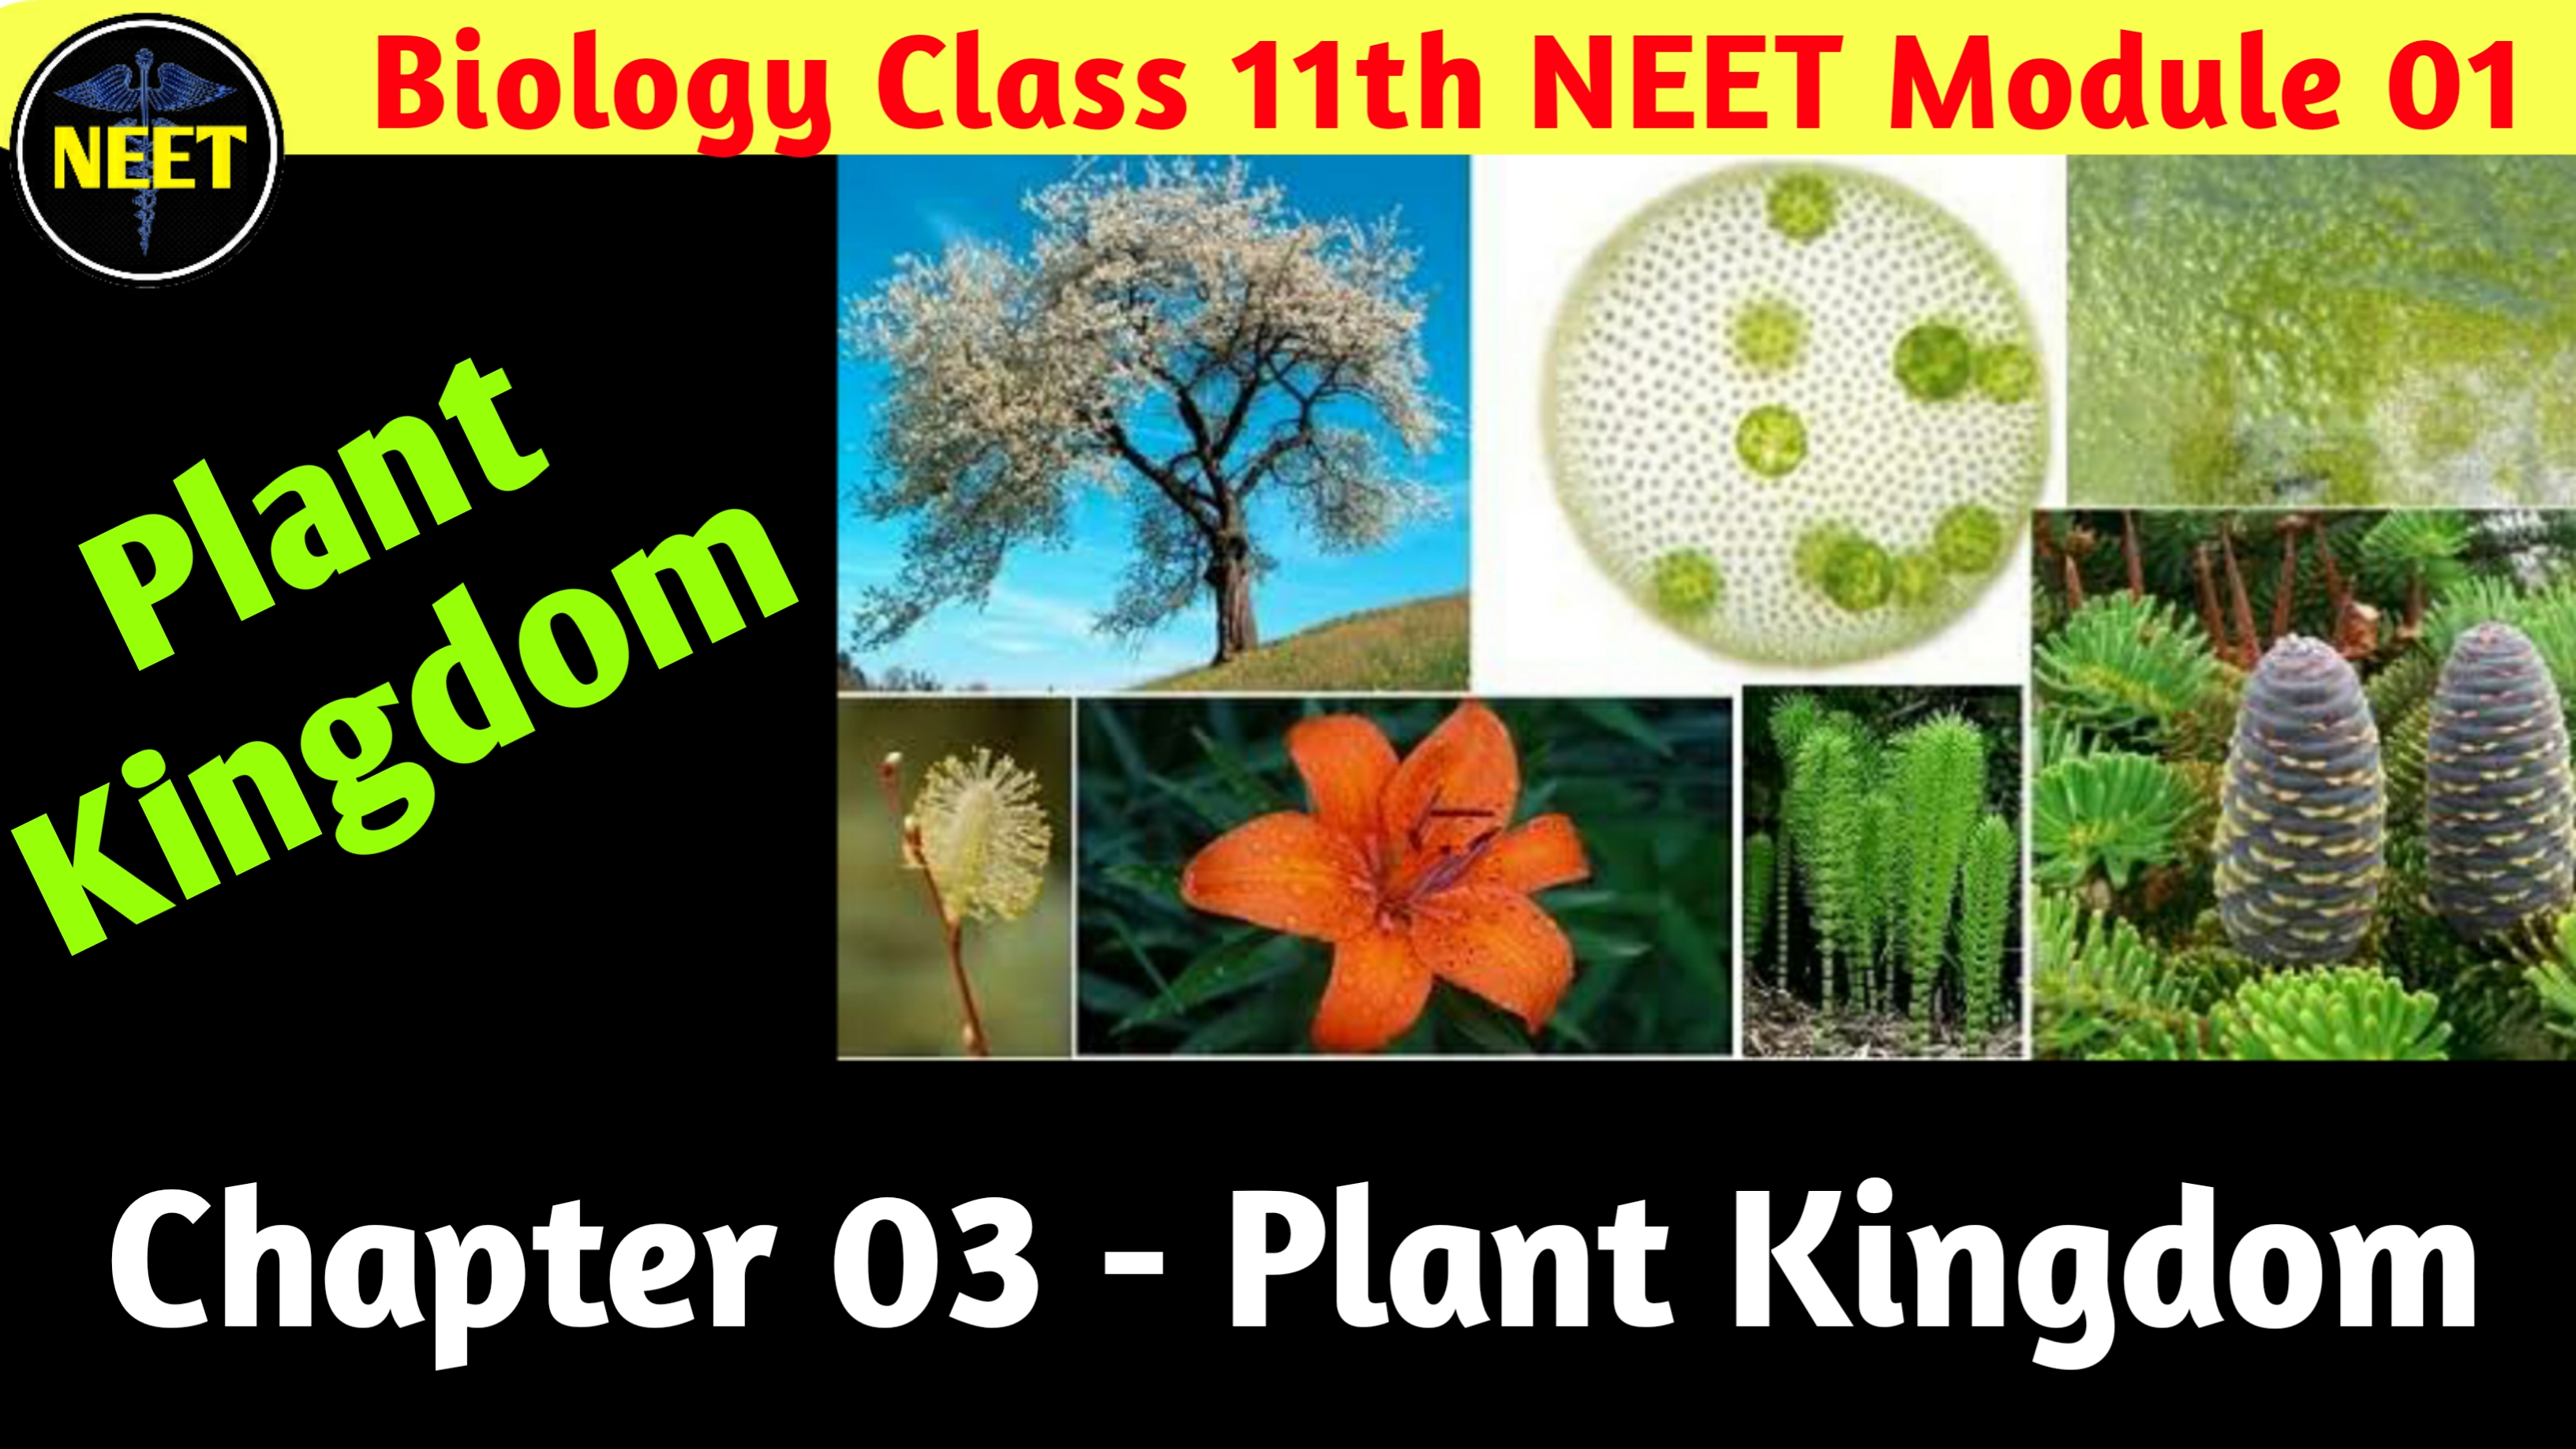 Biology Class 11th NEET Module 01
NEET
Plant
Kingdom
Chapter 03 - Plant Kingdom